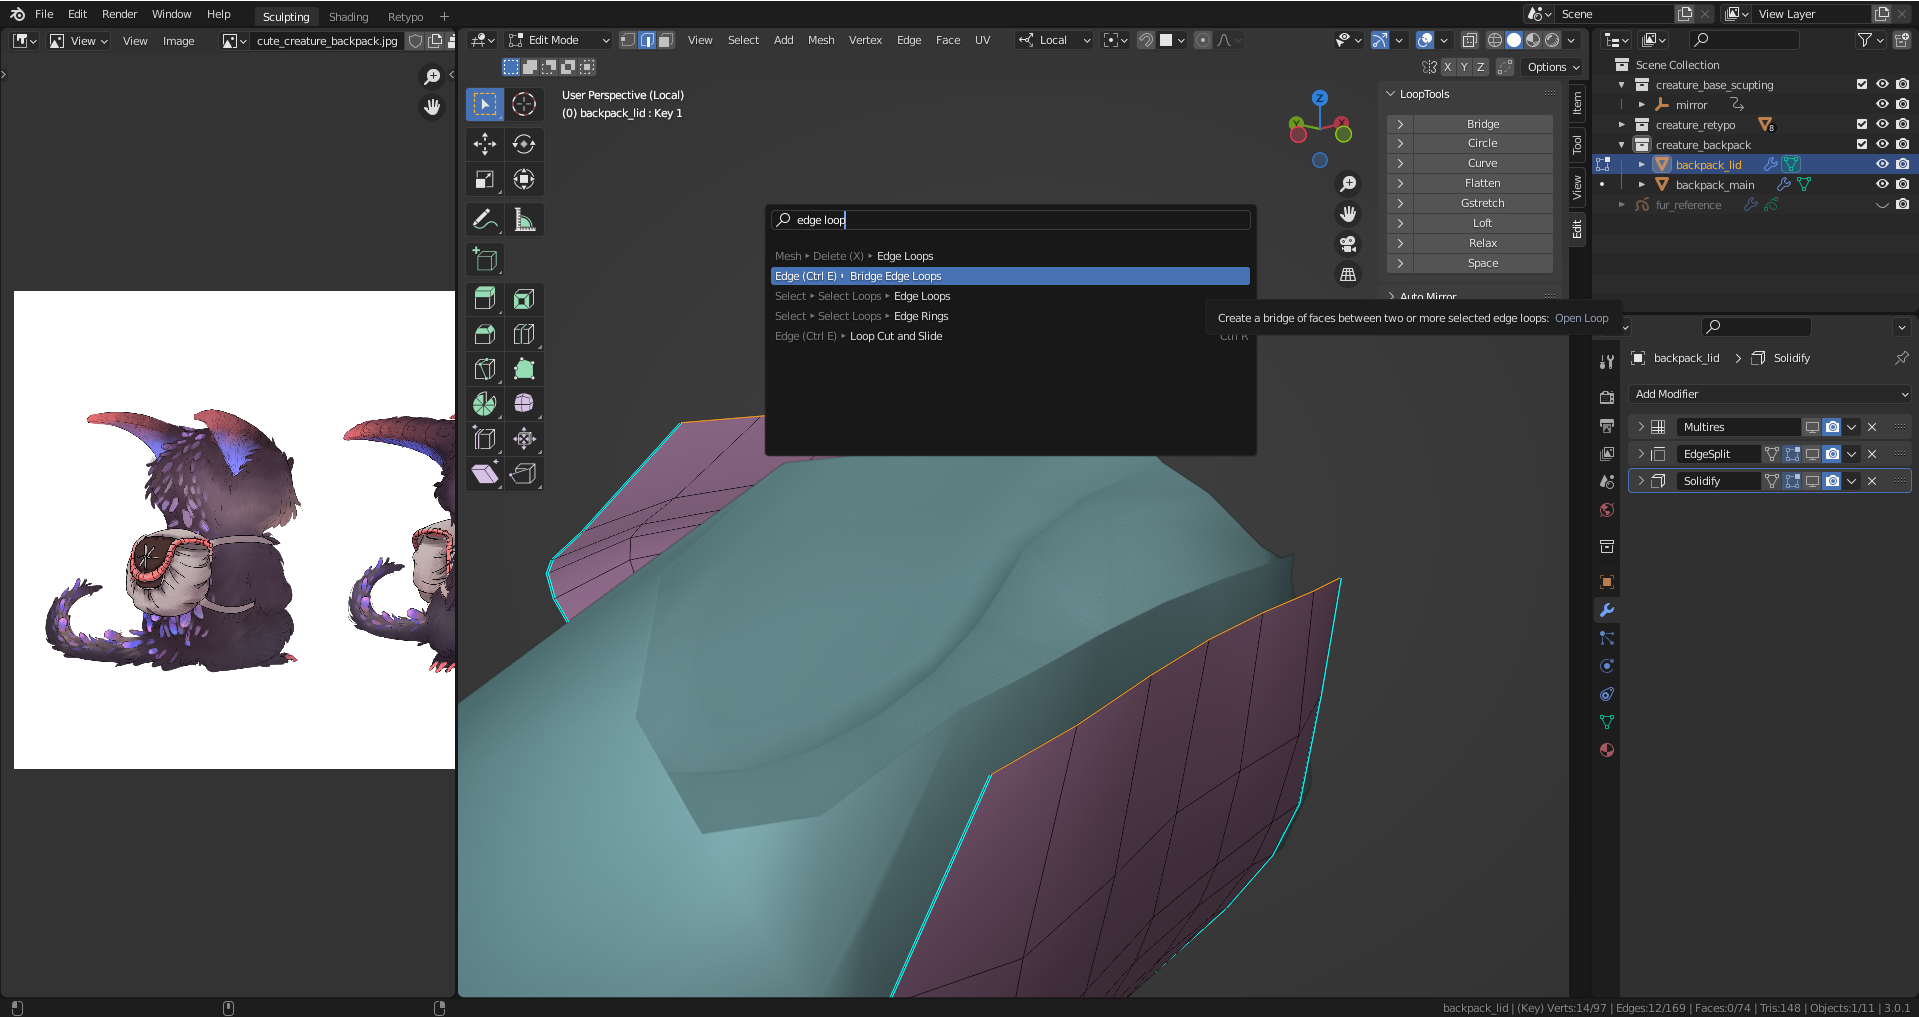 File Edit Render Window Help Sculpting Shading Retypo + Scene View Layer
View View Image cute_creature_backpack.jpg Edit Mode View Select Add Mesh Vertex Edge Face UV Local
X Y Z Options
User Perspective (Local)
(0) backpack_lid : Key 1
Z
Y
X
LoopTools
Bridge
Circle
Curve
Flatten
Gstretch
Loft
Relax
Space
Auto Mirror
Item
Tool
View
Edit
edge loop
Mesh ▸ Delete (X) ▸ Edge Loops
Edge (Ctrl E) ▸ Bridge Edge Loops
Select ▸ Select Loops ▸ Edge Loops
Select ▸ Select Loops ▸ Edge Rings
Edge (Ctrl E) ▸ Loop Cut and Slide Ctrl R
Create a bridge of faces between two or more selected edge loops: Open Loop
Scene Collection
creature_base_scupting
mirror
creature_retypo 8
creature_backpack
backpack_lid
backpack_main
fur_reference
backpack_lid > Solidify
Add Modifier
Multires
EdgeSplit
Solidify
backpack_lid | (Key) Verts:14/97 | Edges:12/169 | Faces:0/74 | Tris:148 | Objects:1/11 | 3.0.1